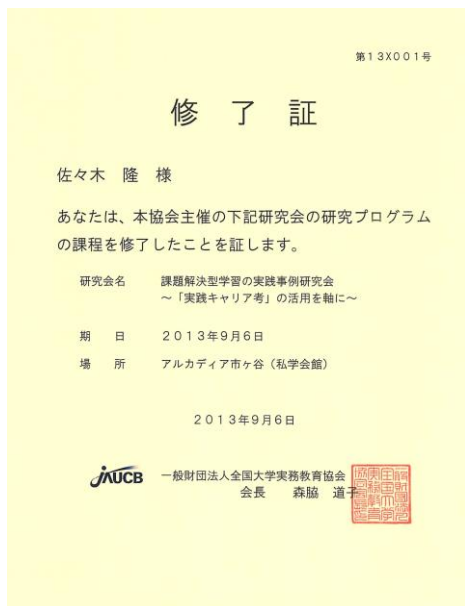 第13X001号
修 了 証
佐々木 隆 様
あなたは、本協会主催の下記研究会の研究プログラム
の課程を修了したことを証します。
研究会名 課題解決型学習の実践事例研究会
～「実践キャリア考」の活用を軸に～
期 日 2013年9月6日
場 所 アルカディア市ヶ谷（私学会館）
2013年9月6日
JAUCB 一般財団法人全国大学実務教育協会
会長 森脇 道子